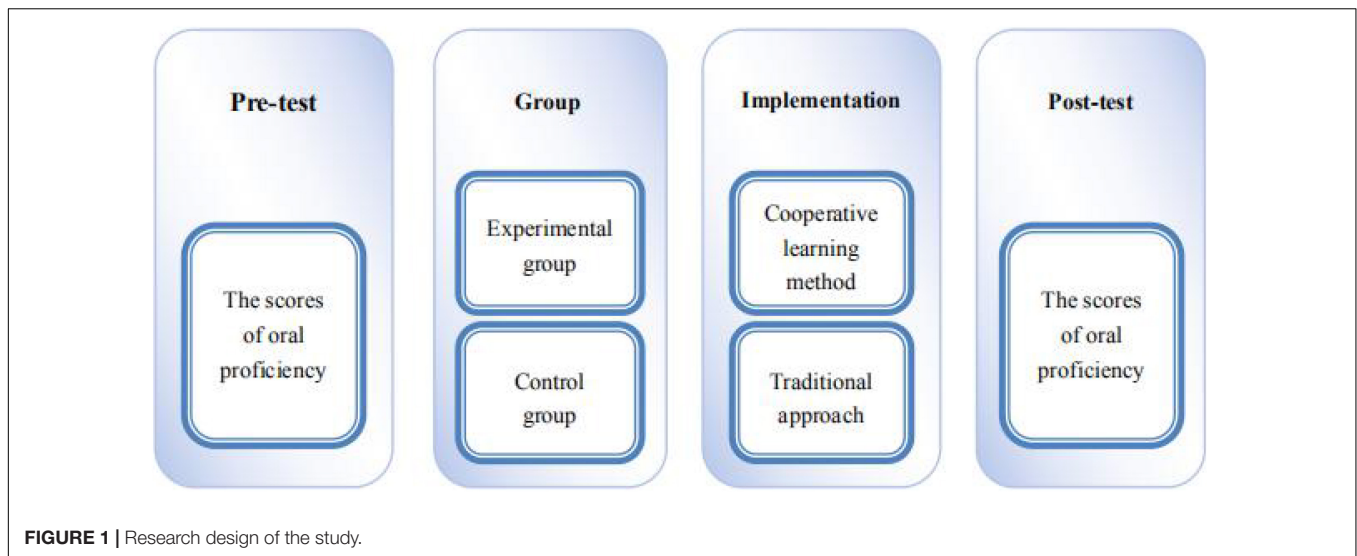 Pre-test
The scores
of oral
proficiency
Group
Experimental
group
Control
group
Implementation
Cooperative
learning
method
Traditional
approach
Post-test
The scores
of oral
proficiency
FIGURE 1 | Research design of the study.